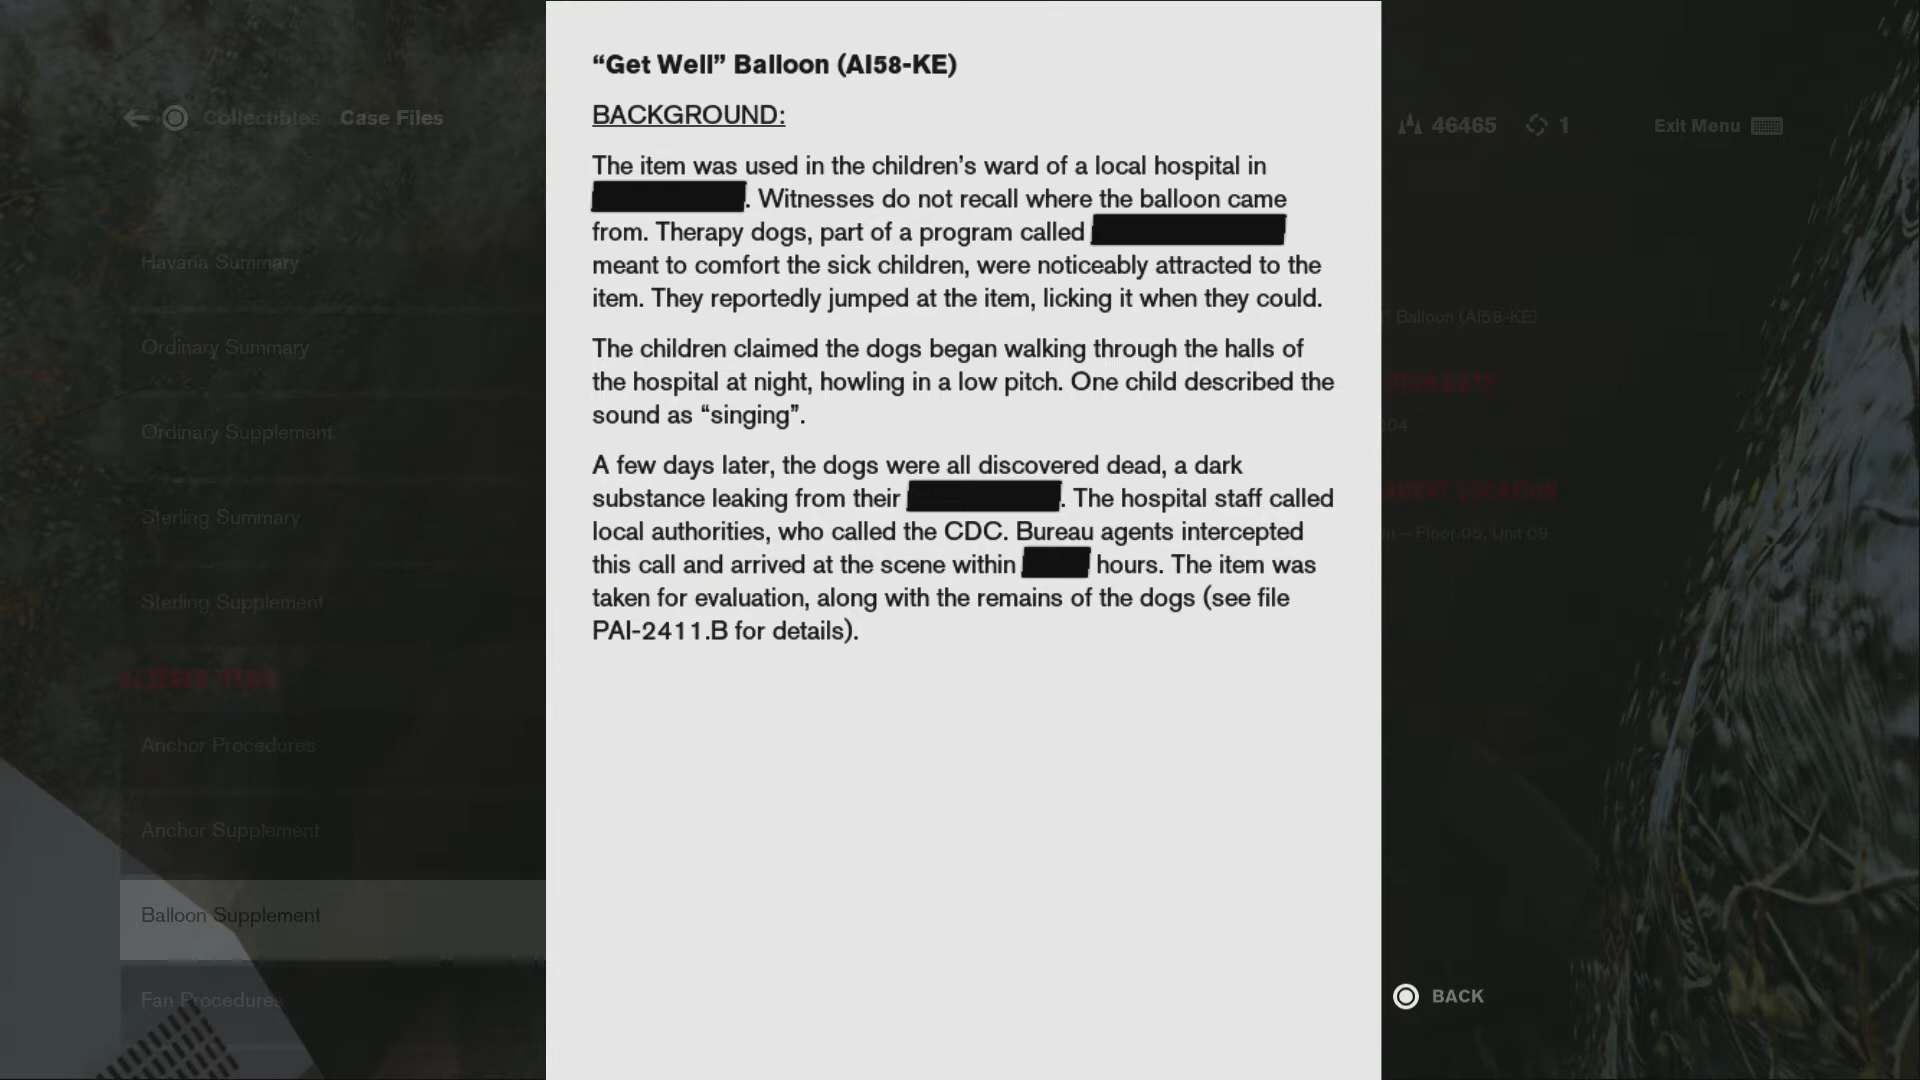 “Get Well” Balloon (AI58-KE)
BACKGROUND:
The item was used in the children’s ward of a local hospital in
. Witnesses do not recall where the balloon came
from. Therapy dogs, part of a program called
meant to comfort the sick children, were noticeably attracted to the
item. They reportedly jumped at the item, licking it when they could.
The children claimed the dogs began walking through the halls of
the hospital at night, howling in a low pitch. One child described the
sound as “singing”.
A few days later, the dogs were all discovered dead, a dark
substance leaking from their . The hospital staff called
local authorities, who called the CDC. Bureau agents intercepted
this call and arrived at the scene within hours. The item was
taken for evaluation, along with the remains of the dogs (see file
PAI-2411.B for details).
Collectibles Case Files
Havana Summary
Ordinary Summary
Ordinary Supplement
Sterling Summary
Sterling Supplement
ALTERED ITEMS
Anchor Procedures
Anchor Supplement
Balloon Supplement
Fan Procedures
46465 1 Exit Menu
Balloon (AI58-KE)
04
LOCATION
– Floor 05, Unit 09
BACK